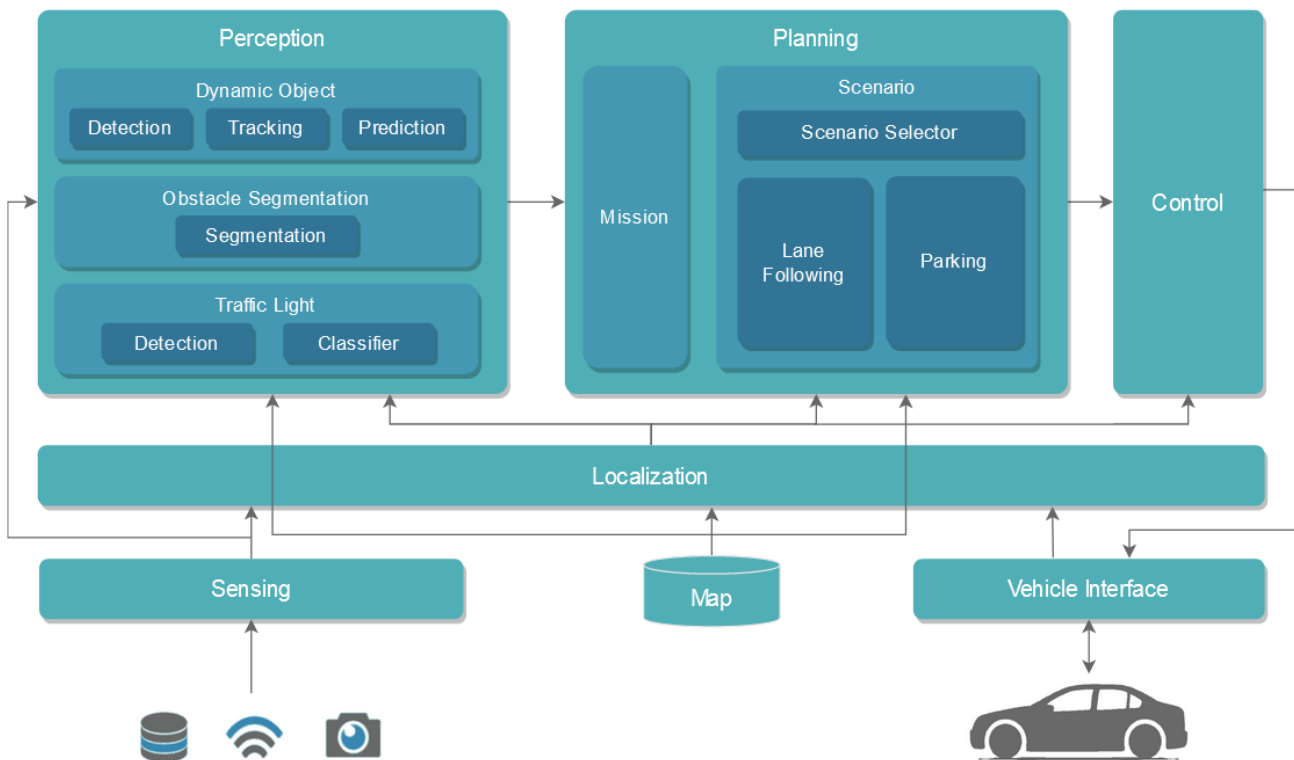 Perception
Dynamic Object
Detection
Tracking
Prediction
Obstacle Segmentation
Segmentation
Traffic Light
Detection
Classifier
Planning
Mission
Scenario
Scenario Selector
Lane
Following
Parking
Control
Localization
Sensing
Map
Vehicle Interface